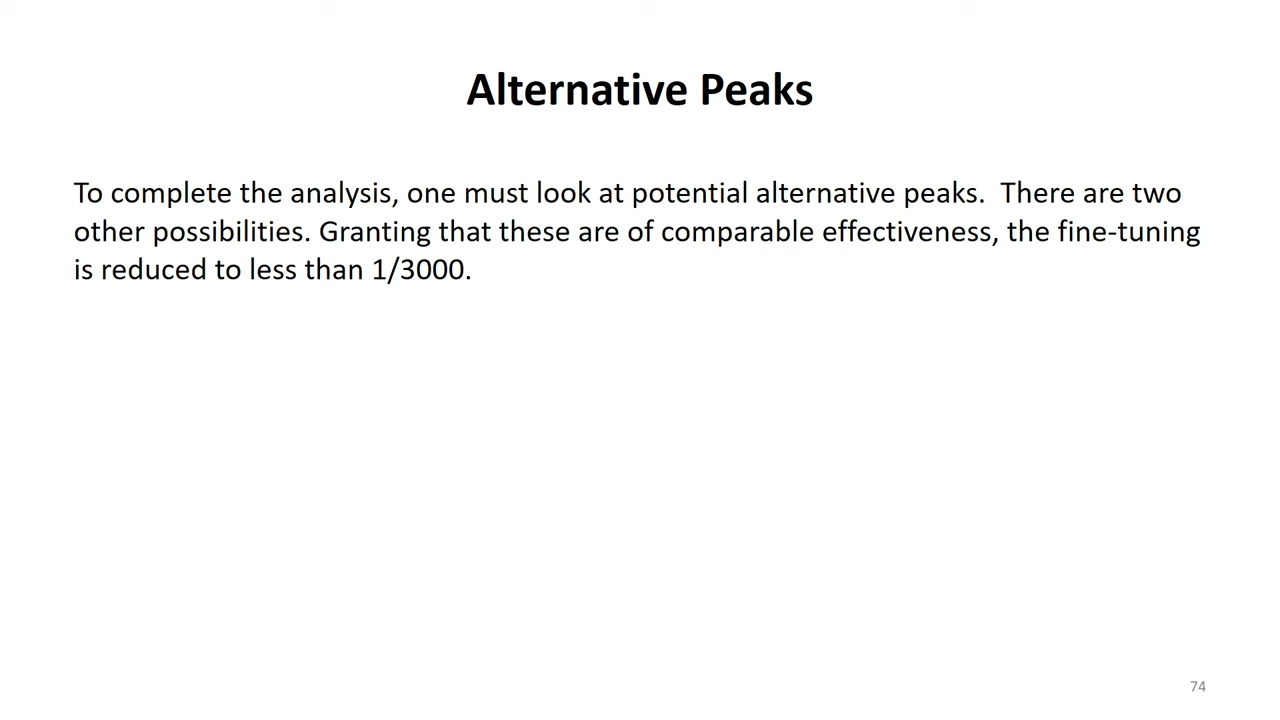 Alternative Peaks
To complete the analysis, one must look at potential alternative peaks.  There are two
other possibilities. Granting that these are of comparable effectiveness, the fine-tuning
is reduced to less than 1/3000.
74